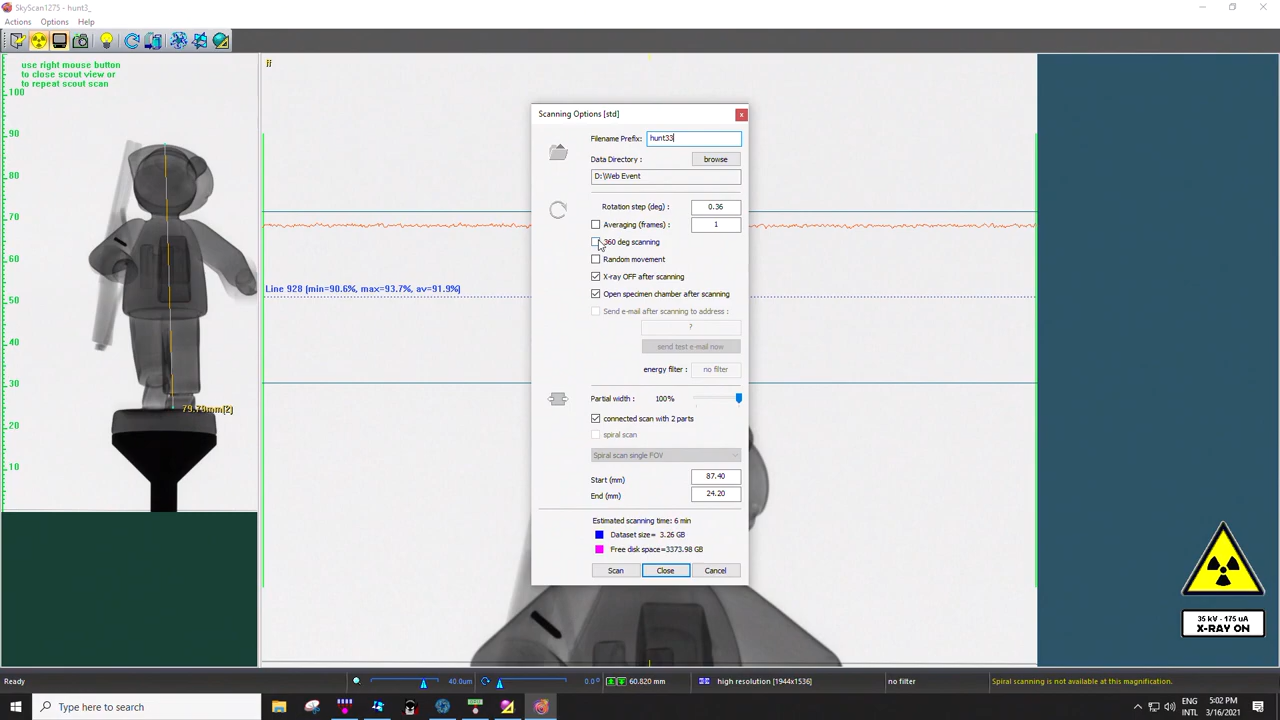 SkyScan1275 - hunt3_
Actions Options Help
use right mouse button
to close scout view or
to repeat scout scan
100
90
80
70
60
50
40
30
20
10
79.79mm[2]
Line 928 (min=90.6%, max=93.7%, av=91.9%)
Scanning Options [std]
Filename Prefix: hunt33
Data Directory : browse
D:\Web Event
Rotation step (deg) : 0.36
Averaging (frames) : 1
360 deg scanning
Random movement
X-ray OFF after scanning
Open specimen chamber after scanning
Send e-mail after scanning to address :
?
send test e-mail now
energy filter : no filter
Partial width: 100%
connected scan with 2 parts
spiral scan
Spiral scan single FOV
Start (mm) 87.40
End (mm) 24.20
Estimated scanning time: 6 min
Dataset size= 3.26 GB
Free disk space=3373.98 GB
Scan Close Cancel
35 kV - 175 uA
X-RAY ON
Ready 40.0um 0.0° 60.820 mm high resolution [1944x1536] no filter Spiral scanning is not available at this magnification.
Type here to search
ENG
INTL
5:02 PM
3/16/2021